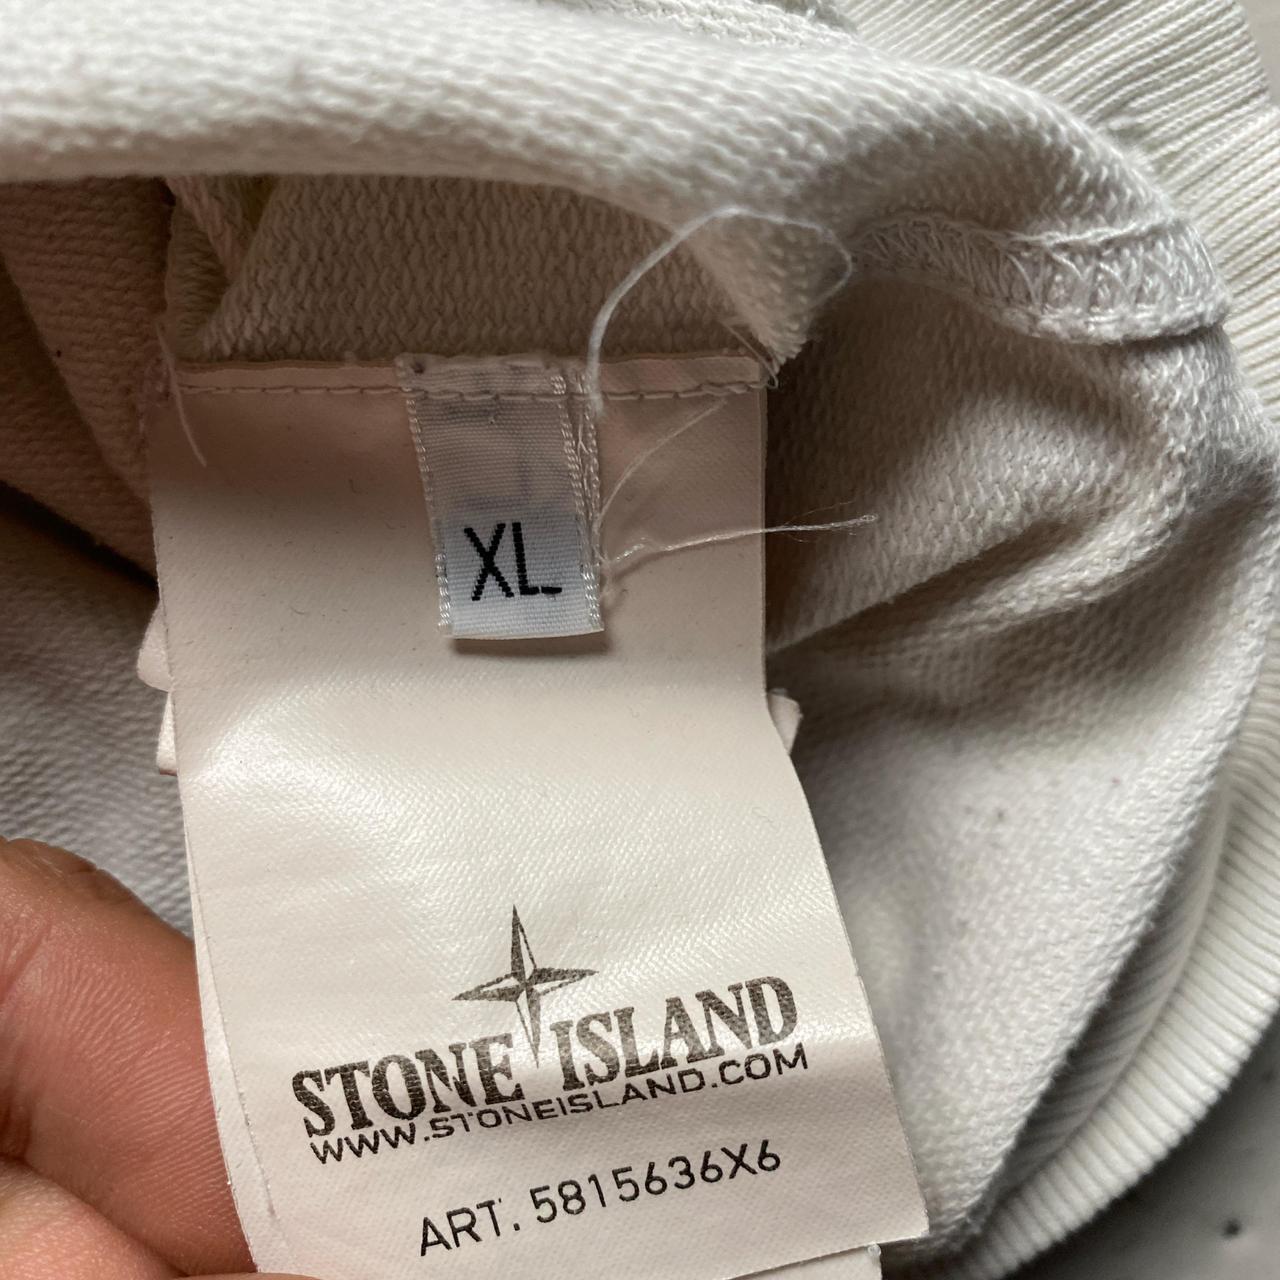 XL
STONE ISLAND
WWW.STONEISLAND.COM
ART. 5815636X6